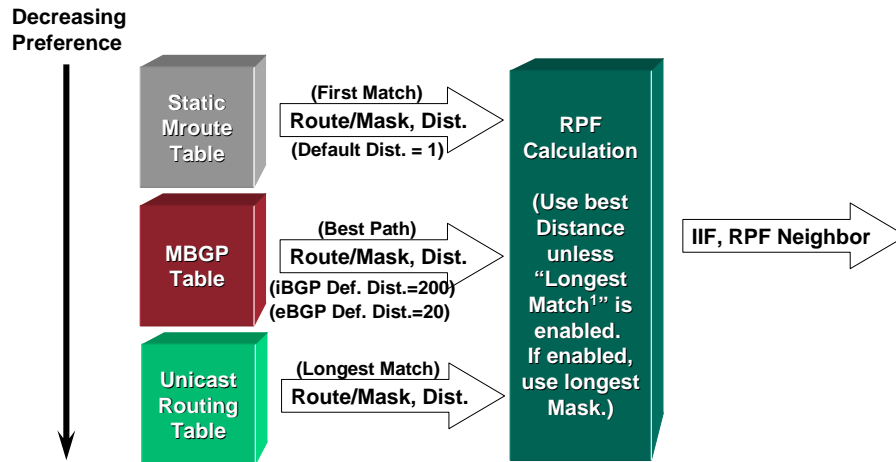 Decreasing
Preference
Static
Mroute
Table
(First Match)
Route/Mask, Dist.
(Default Dist. = 1)
MBGP
Table
(Best Path)
Route/Mask, Dist.
(iBGP Def. Dist.=200)
(eBGP Def. Dist.=20)
Unicast
Routing
Table
(Longest Match)
Route/Mask, Dist.
RPF
Calculation
(Use best
Distance
unless
“Longest
Match¹” is
enabled.
If enabled,
use longest
Mask.)
IIF, RPF Neighbor